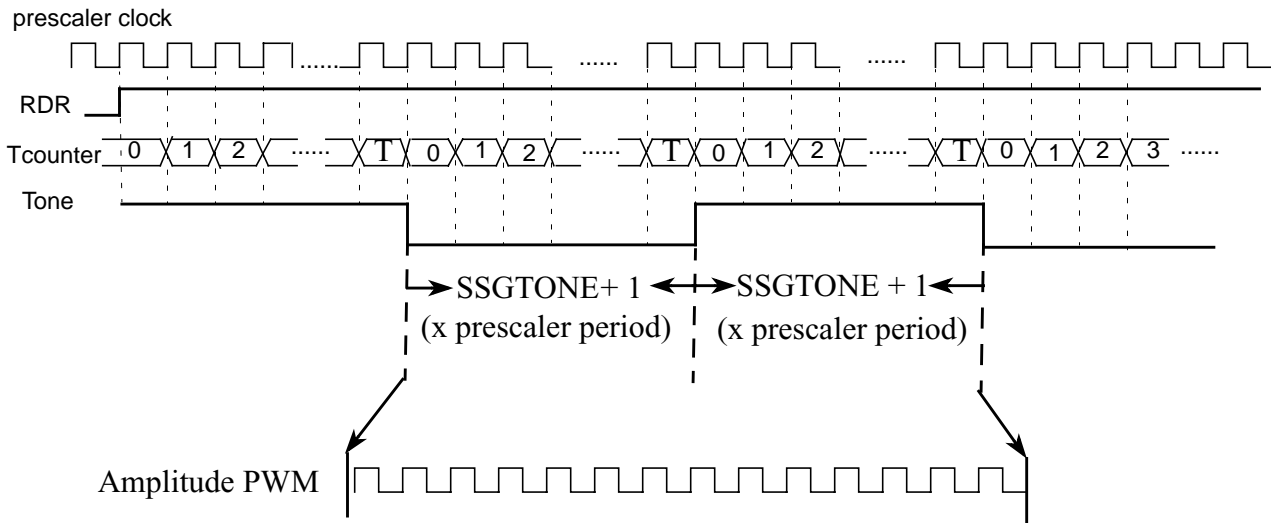 prescaler clock
...... ...... ......
RDR
Tcounter 0 1 2 ...... T 0 1 2 ...... T 0 1 2 ...... T 0 1 2 3 ......
Tone
SSGTONE+ 1 SSGTONE + 1
(x prescaler period) (x prescaler period)
Amplitude PWM